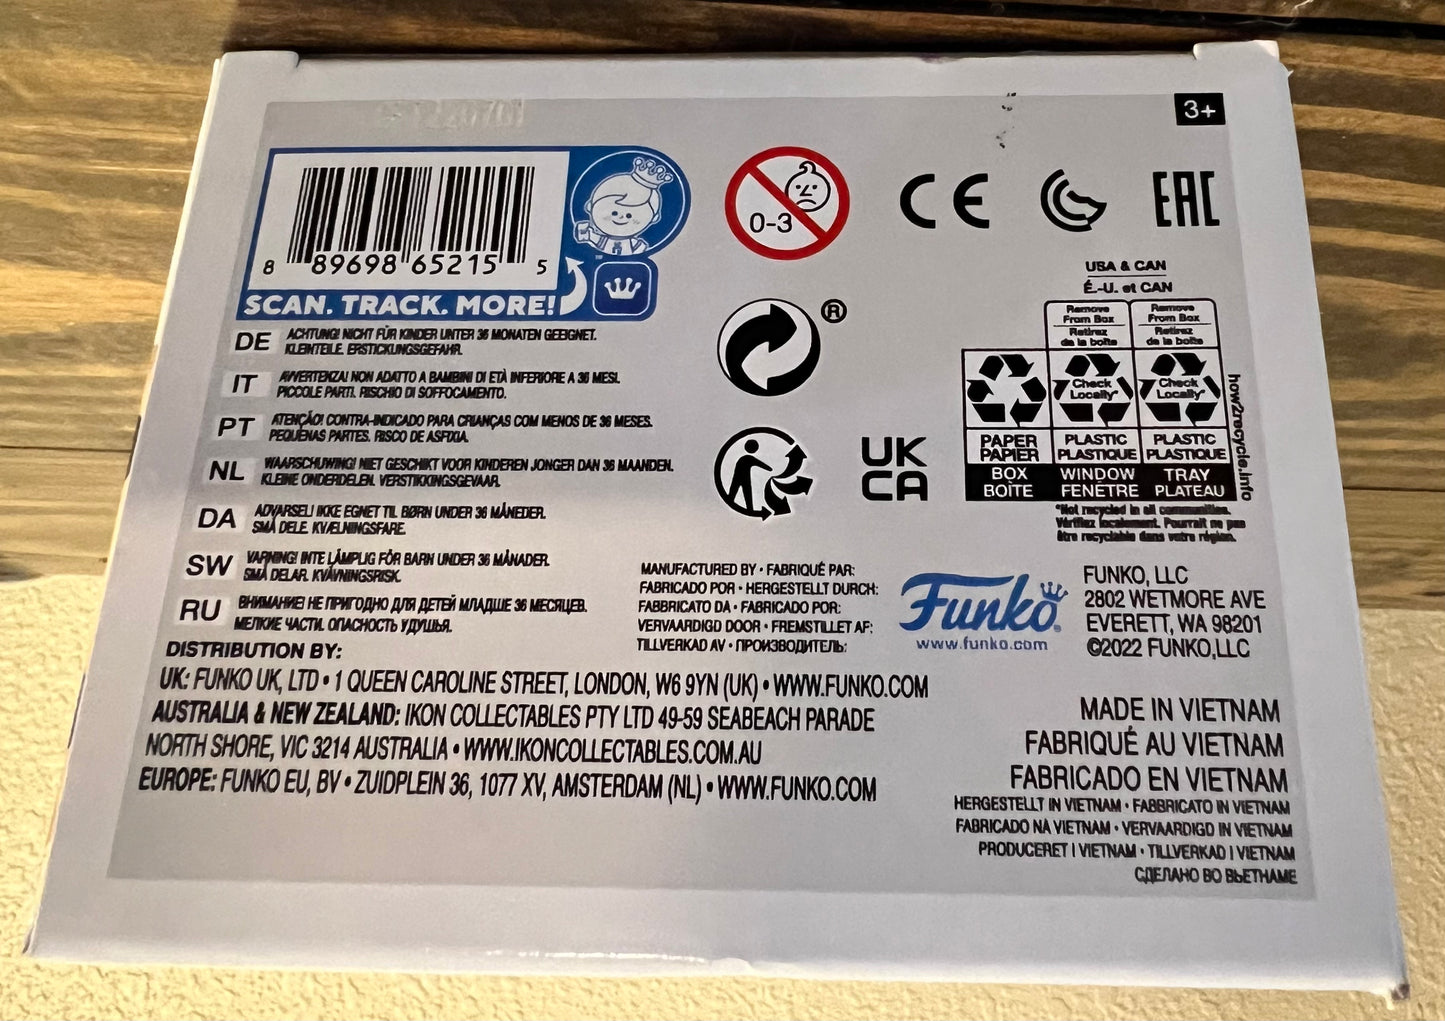 3+
8 89698 65215 5
SCAN. TRACK. MORE!
™
0-3
CE
EAC
®
UK
CA
USA & CAN
É.-U. et CAN
Remove
From Box
Retirez
de la boîte
Remove
From Box
Retirez
de la boîte
Check
Locally*
Check
Locally*
PAPER
PAPIER
PLASTIC
PLASTIQUE
PLASTIC
PLASTIQUE
BOX
BOÎTE
WINDOW
FENÊTRE
TRAY
PLATEAU
how2recycle.info
*Not recycled in all communities.
Vérifiez localement. Pourrait ne pas
être recyclable dans votre région.
DE ACHTUNG! NICHT FÜR KINDER UNTER 36 MONATEN GEEIGNET.
KLEINTEILE. ERSTICKUNGSGEFAHR.
IT AVVERTENZA! NON ADATTO A BAMBINI DI ETÀ INFERIORE A 36 MESI.
PICCOLE PARTI. RISCHIO DI SOFFOCAMENTO.
PT ATENÇÃO! CONTRA-INDICADO PARA CRIANÇAS COM MENOS DE 36 MESES.
PEQUENAS PARTES. RISCO DE ASFIXIA.
NL WAARSCHUWING! NIET GESCHIKT VOOR KINDEREN JONGER DAN 36 MAANDEN.
KLEINE ONDERDELEN. VERSTIKKINGSGEVAAR.
DA ADVARSEL! IKKE EGNET TIL BØRN UNDER 36 MÅNEDER.
SMÅ DELE. KVÆLNINGSFARE.
SW VARNING! INTE LÄMPLIG FÖR BARN UNDER 36 MÅNADER.
SMÅ DELAR. KVÄVNINGSRISK.
RU ВНИМАНИЕ! НЕ ПРИГОДНО ДЛЯ ДЕТЕЙ МЛАДШЕ 36 МЕСЯЦЕВ.
МЕЛКИЕ ЧАСТИ. ОПАСНОСТЬ УДУШЬЯ.
MANUFACTURED BY • FABRIQUÉ PAR:
FABRICADO POR • HERGESTELLT DURCH:
FABBRICATO DA • FABRICADO POR:
VERVAARDIGD DOOR • FREMSTILLET AF:
TILLVERKAD AV • ПРОИЗВОДИТЕЛЬ:
Funko
www.funko.com
FUNKO, LLC
2802 WETMORE AVE
EVERETT, WA 98201
©2022 FUNKO,LLC
DISTRIBUTION BY:
UK: FUNKO UK, LTD • 1 QUEEN CAROLINE STREET, LONDON, W6 9YN (UK) • WWW.FUNKO.COM
AUSTRALIA & NEW ZEALAND: IKON COLLECTABLES PTY LTD 49-59 SEABEACH PARADE
NORTH SHORE, VIC 3214 AUSTRALIA • WWW.IKONCOLLECTABLES.COM.AU
EUROPE: FUNKO EU, BV • ZUIDPLEIN 36, 1077 XV, AMSTERDAM (NL) • WWW.FUNKO.COM
MADE IN VIETNAM
FABRIQUÉ AU VIETNAM
FABRICADO EN VIETNAM
HERGESTELLT IN VIETNAM • FABBRICATO IN VIETNAM
FABRICADO NA VIETNAM • VERVAARDIGD IN VIETNAM
PRODUCERET I VIETNAM • TILLVERKAD I VIETNAM
СДЕЛАНО ВО ВЬЕТНАМЕ